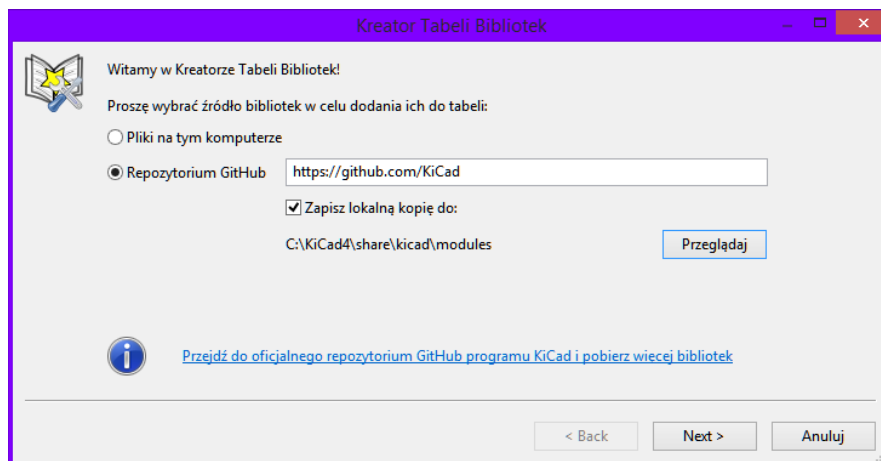 Kreator Tabeli Bibliotek
Witamy w Kreatorze Tabeli Bibliotek!
Proszę wybrać źródło bibliotek w celu dodania ich do tabeli:
Pliki na tym komputerze
Repozytorium GitHub https://github.com/KiCad
Zapisz lokalną kopię do:
C:\KiCad4\share\kicad\modules Przeglądaj
Przejdź do oficjalnego repozytorium GitHub programu KiCad i pobierz wiecej bibliotek
< Back Next > Anuluj